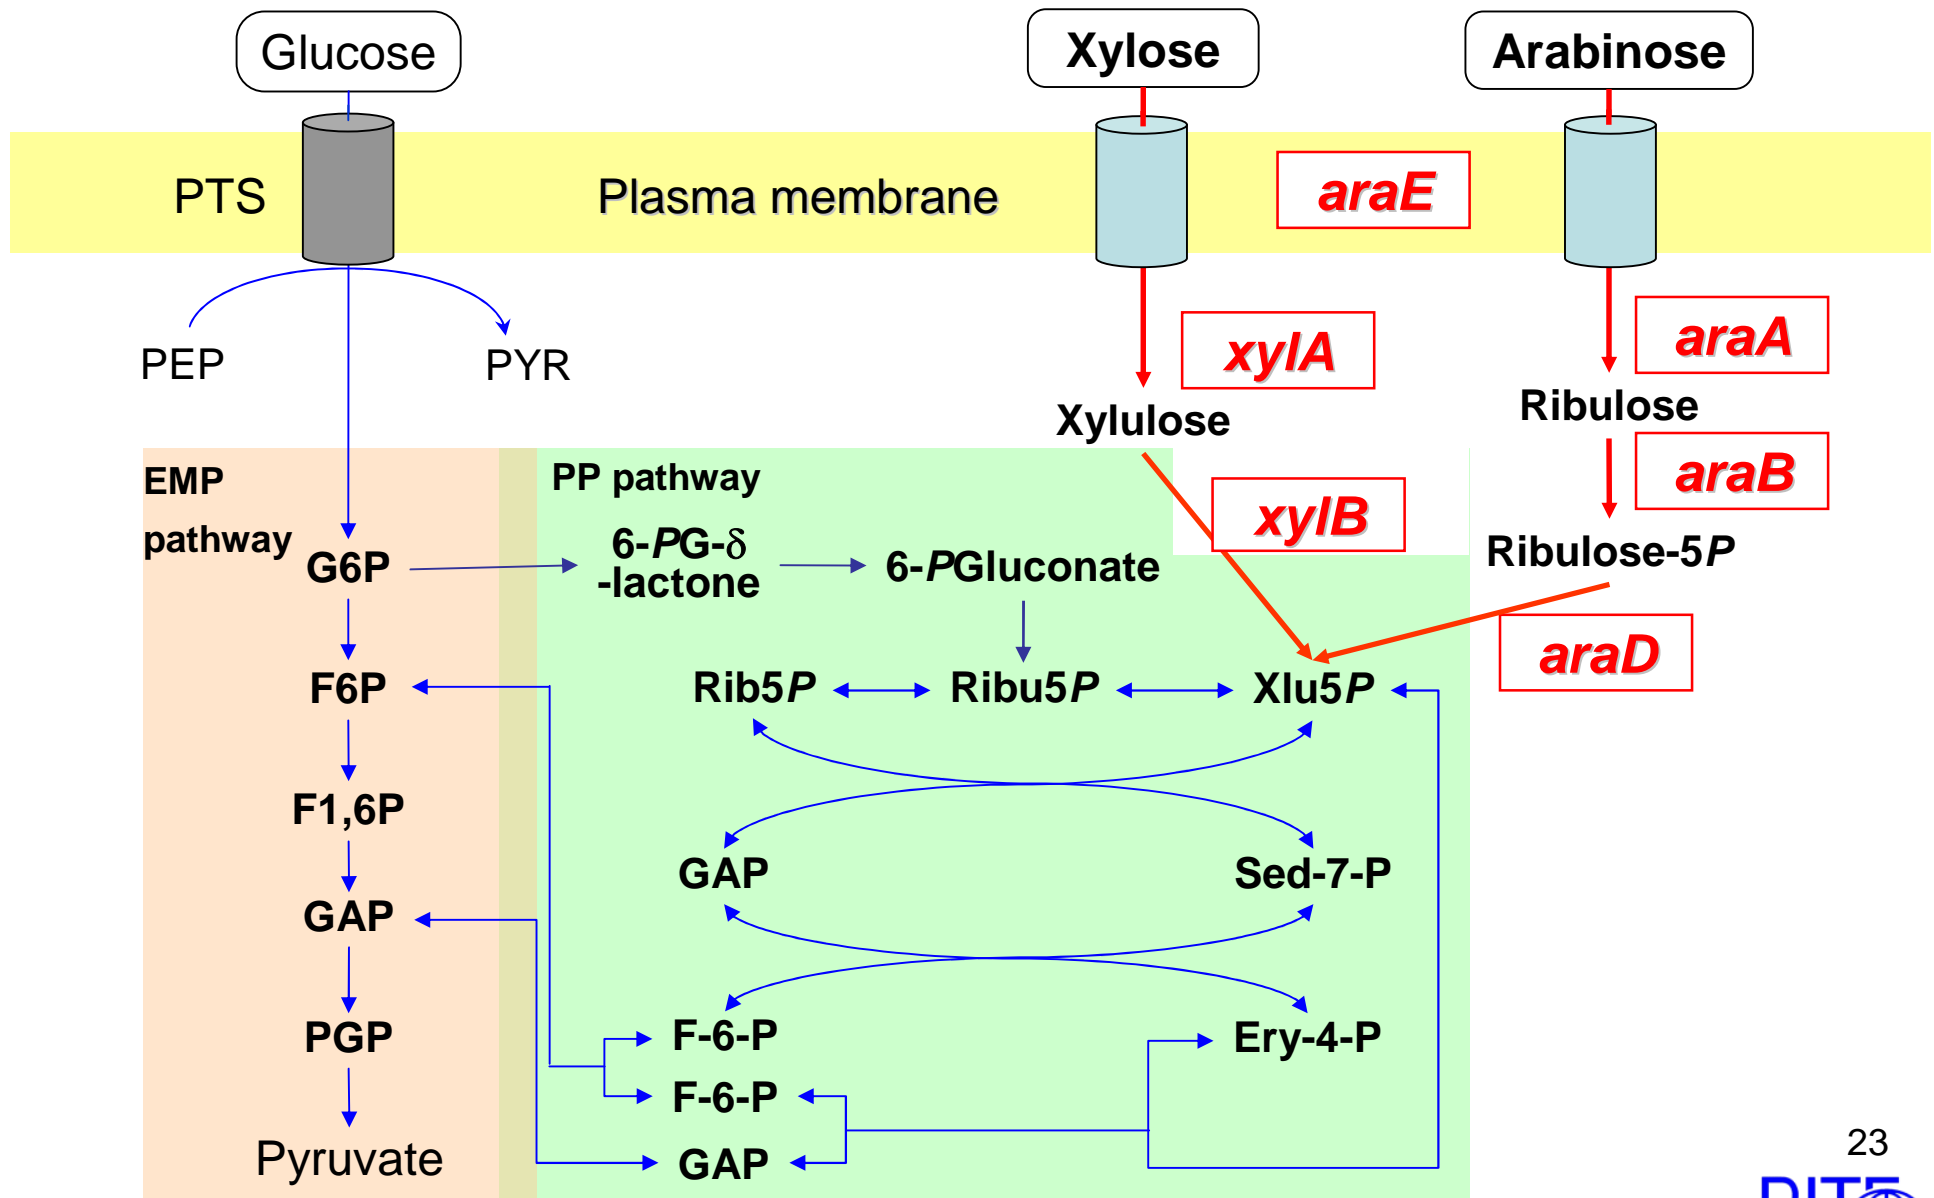 Glucose
Xylose
Arabinose
PTS
Plasma membrane
araE
PEP
PYR
xylA
araA
Xylulose
Ribulose
EMP
pathway
PP pathway
xylB
araB
G6P
6-PG-δ
-lactone
6-PGluconate
Ribulose-5P
araD
F6P
Rib5P
Ribu5P
Xlu5P
F1,6P
GAP
Sed-7-P
GAP
PGP
F-6-P
Ery-4-P
F-6-P
Pyruvate
GAP
23